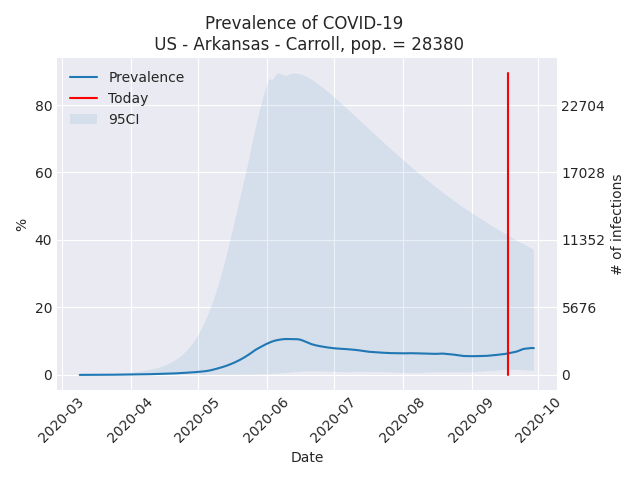 Prevalence of COVID-19
US - Arkansas - Carroll, pop. = 28380
Prevalence
Today
95CI
80
60
40
20
0
%
22704
17028
11352
5676
0
# of infections
2020-03
2020-04
2020-05
2020-06
2020-07
2020-08
2020-09
2020-10
Date